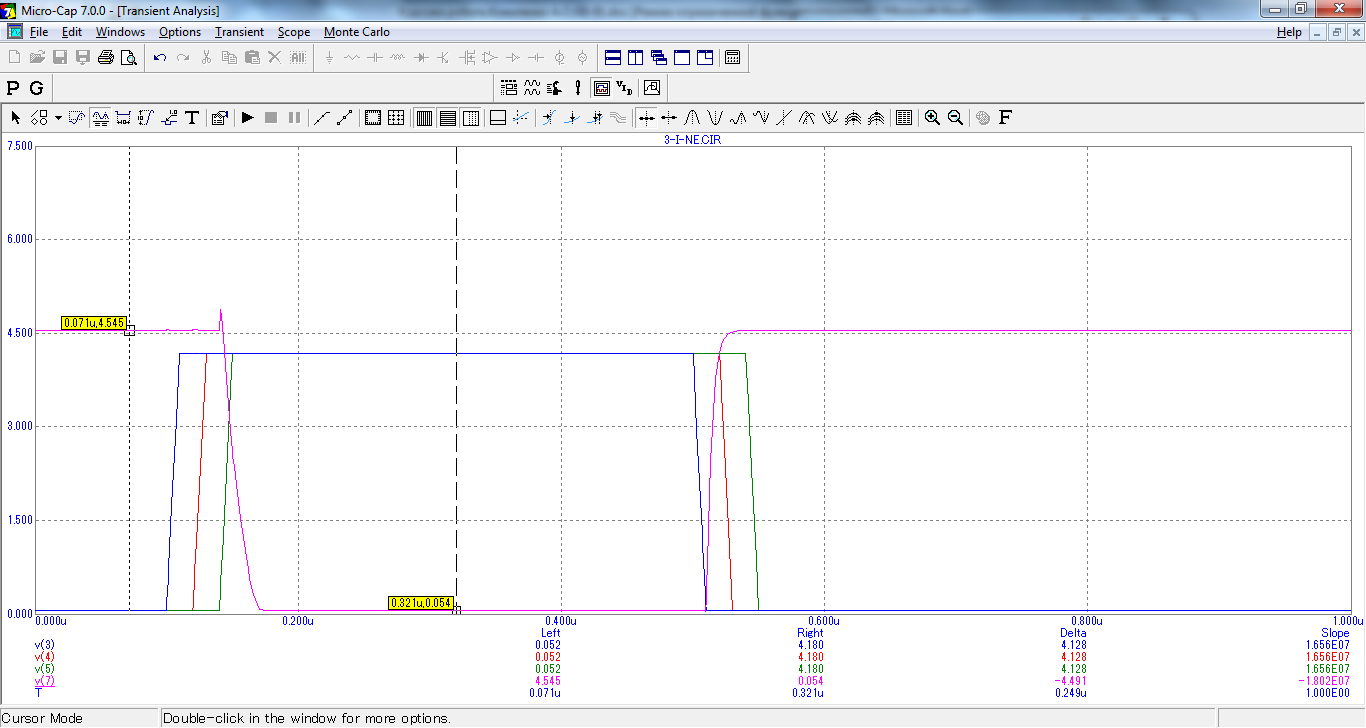 Micro-Cap 7.0.0 - [Transient Analysis]
File Edit Windows Options Transient Scope Monte Carlo Help
P G
T F
3-I-NE.CIR
7.500
6.000
0.071u,4.545
4.500
3.000
1.500
0.321u,0.054
0.000
0.000u 0.200u 0.400u 0.600u 0.800u 1.000u
Left Right Delta Slope
v(3) 0.052 4.180 4.128 1.656E07
v(4) 0.052 4.180 4.128 1.656E07
v(5) 0.052 4.180 4.128 1.656E07
v(7) 4.545 0.054 -4.491 -1.802E07
T 0.071u 0.321u 0.249u 1.000E00
Cursor Mode Double-click in the window for more options.